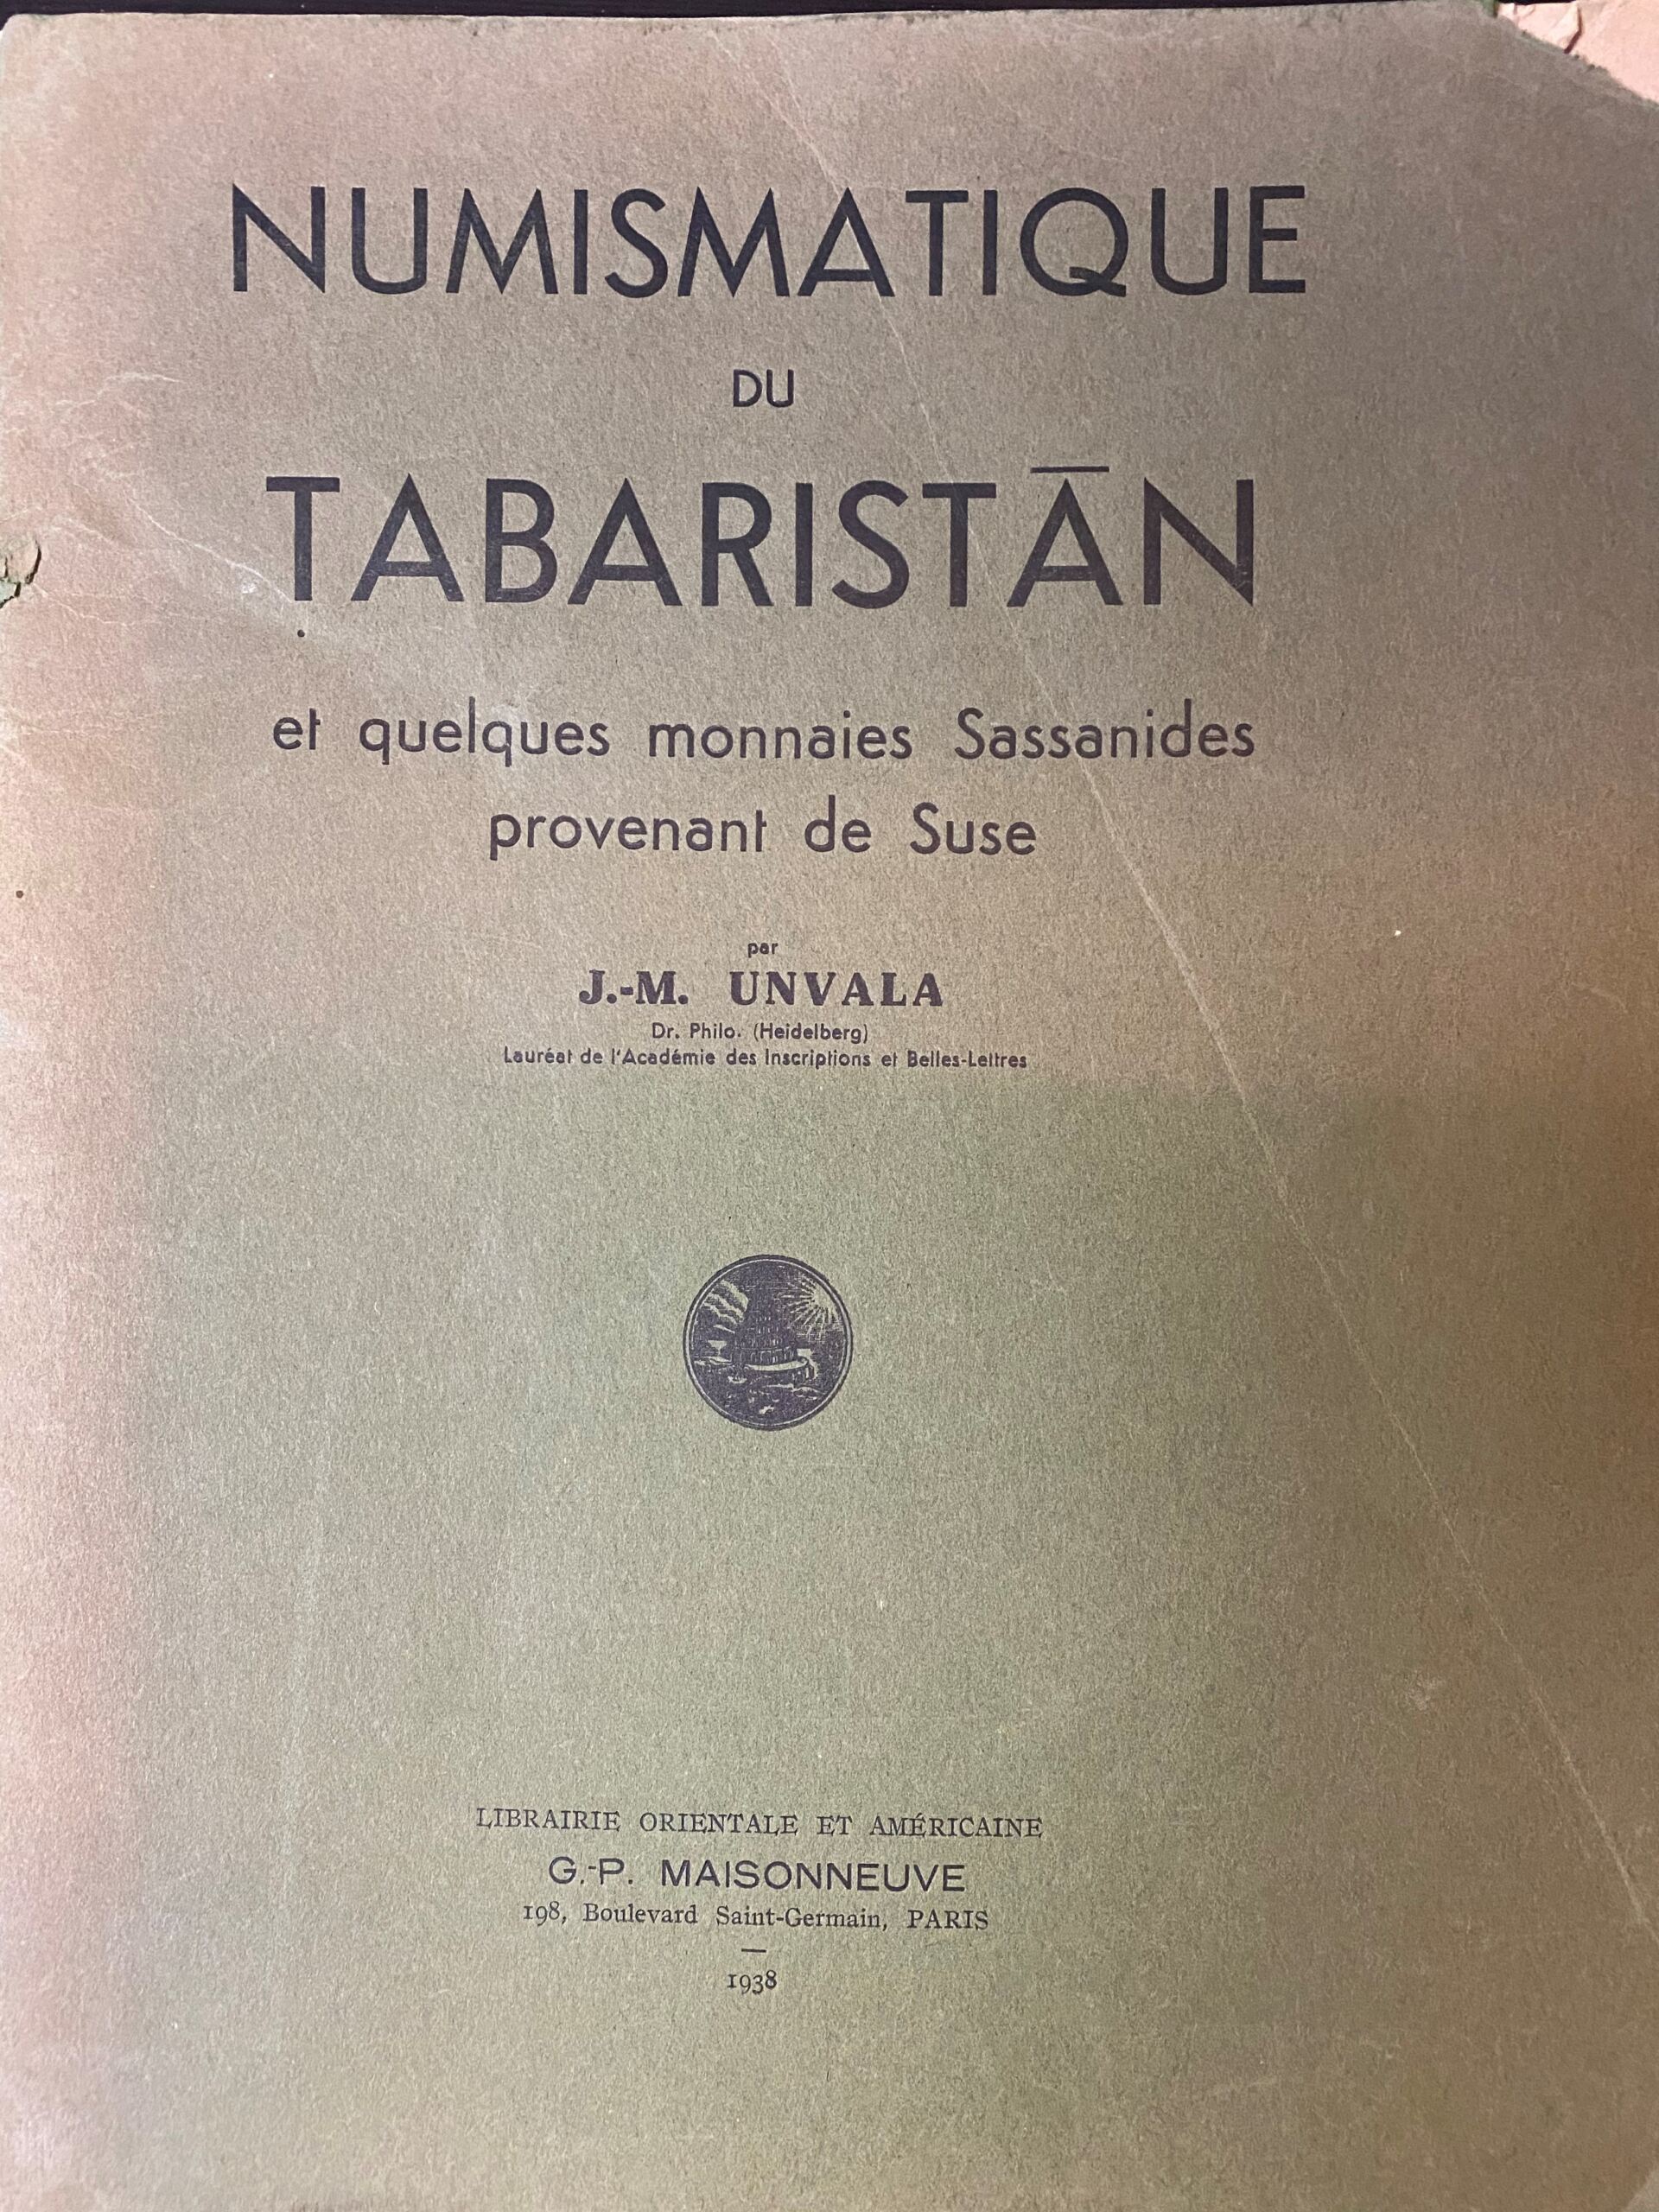 NUMISMATIQUE
DU
TABARISTĀN
et quelques monnaies Sassanides
provenant de Suse
par
J.-M. UNVALA
Dr. Philo. (Heidelberg)
Lauréat de l'Académie des Inscriptions et Belles-Lettres
LIBRAIRIE ORIENTALE ET AMÉRICAINE
G.-P. MAISONNEUVE
198, Boulevard Saint-Germain, PARIS
1938